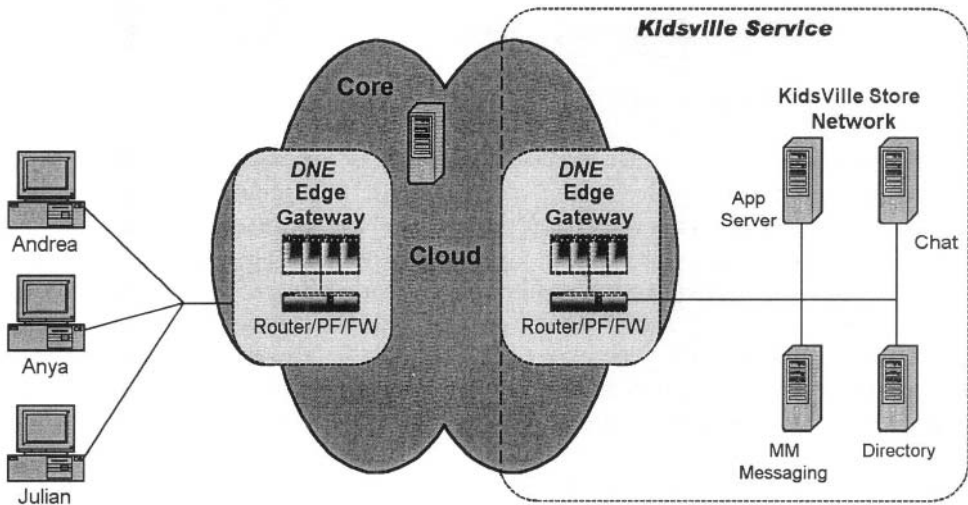 Kidsville Service
Core
KidsVille Store
Network
DNE
Edge
Gateway
DNE
Edge
Gateway
App
Server
Andrea
Cloud
Chat
Router/PF/FW
Router/PF/FW
Anya
MM
Messaging
Directory
Julian